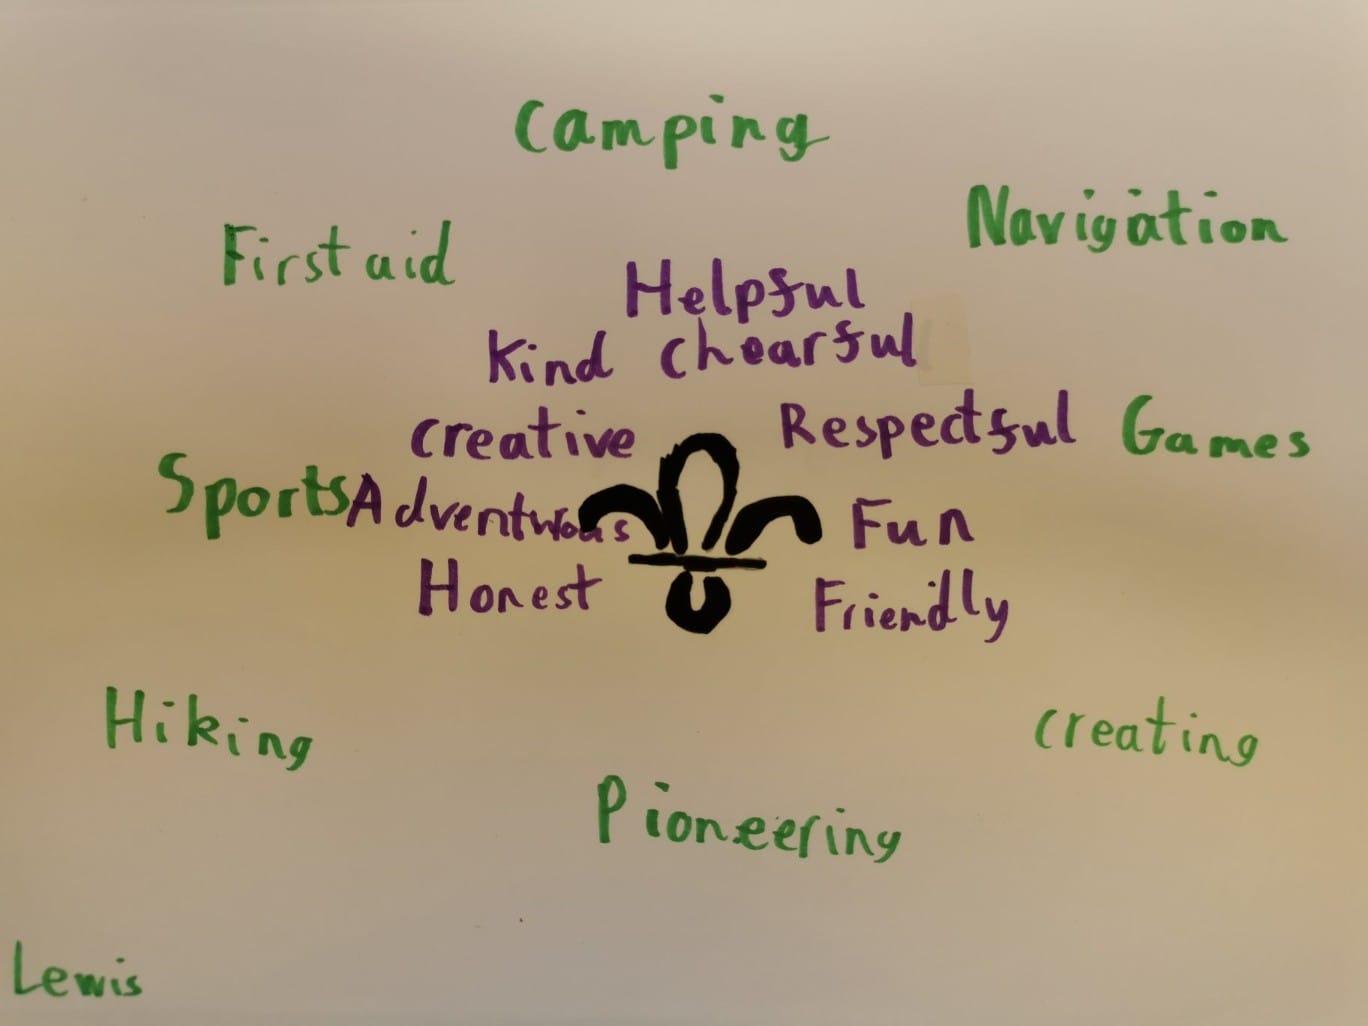 Camping
Navigation
First aid
Helpful
Kind chearful
creative
Respectful
Games
Sports
Adventurous
Fun
Honest
Friendly
Hiking
creating
Pioneering
Lewis